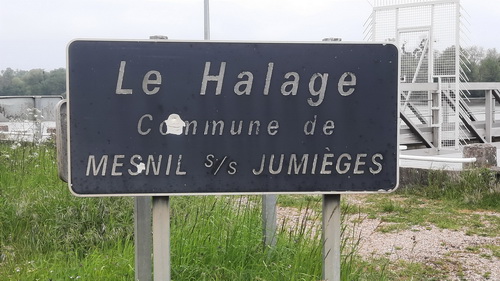 Le Halage
Commune de
MESNIL S/S JUMIÈGES